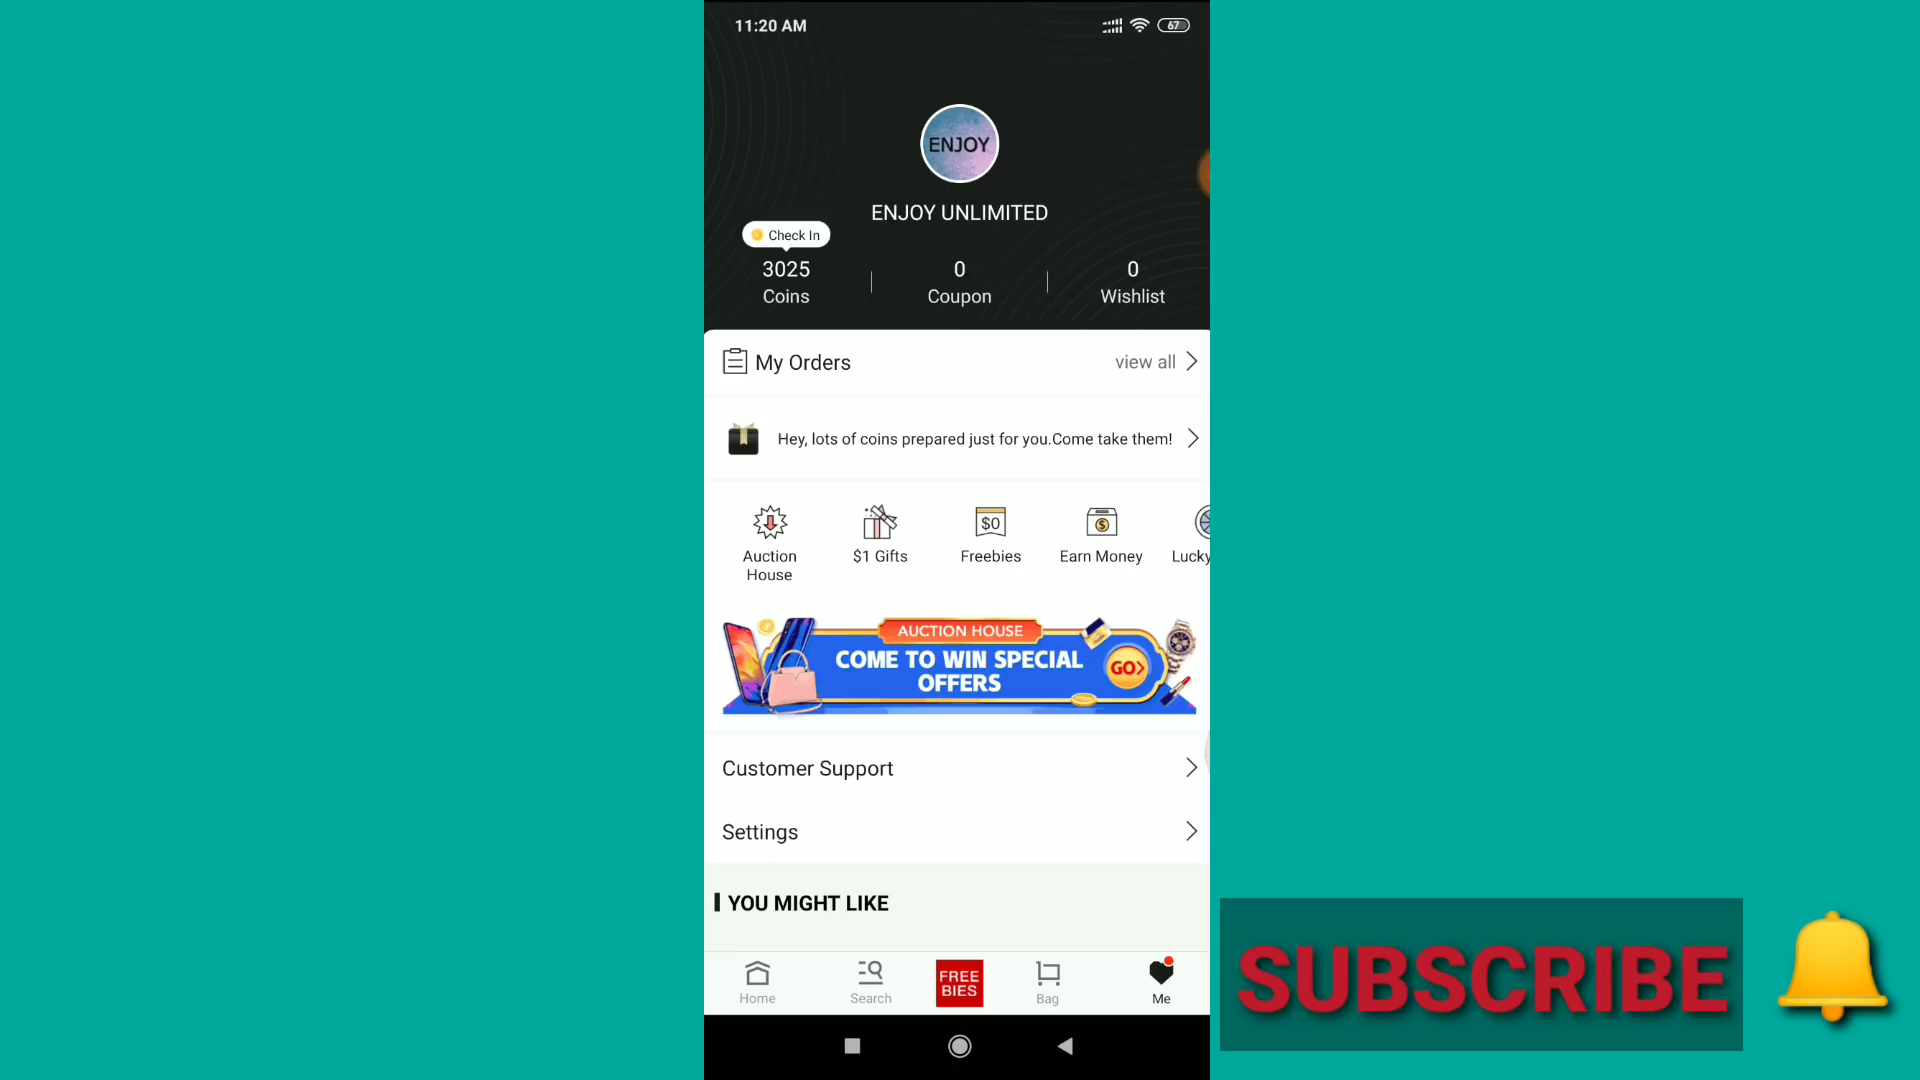 11:20 AM
67
ENJOY
ENJOY UNLIMITED
Check In
3025
0
0
Coins
Coupon
Wishlist
My Orders
view all
Hey, lots of coins prepared just for you.Come take them!
$0
Auction
House
$1 Gifts
Freebies
Earn Money
Lucky
AUCTION HOUSE
COME TO WIN SPECIAL
OFFERS
GO>
Customer Support
Settings
YOU MIGHT LIKE
Home
Search
FREE
BIES
Bag
Me
SUBSCRIBE